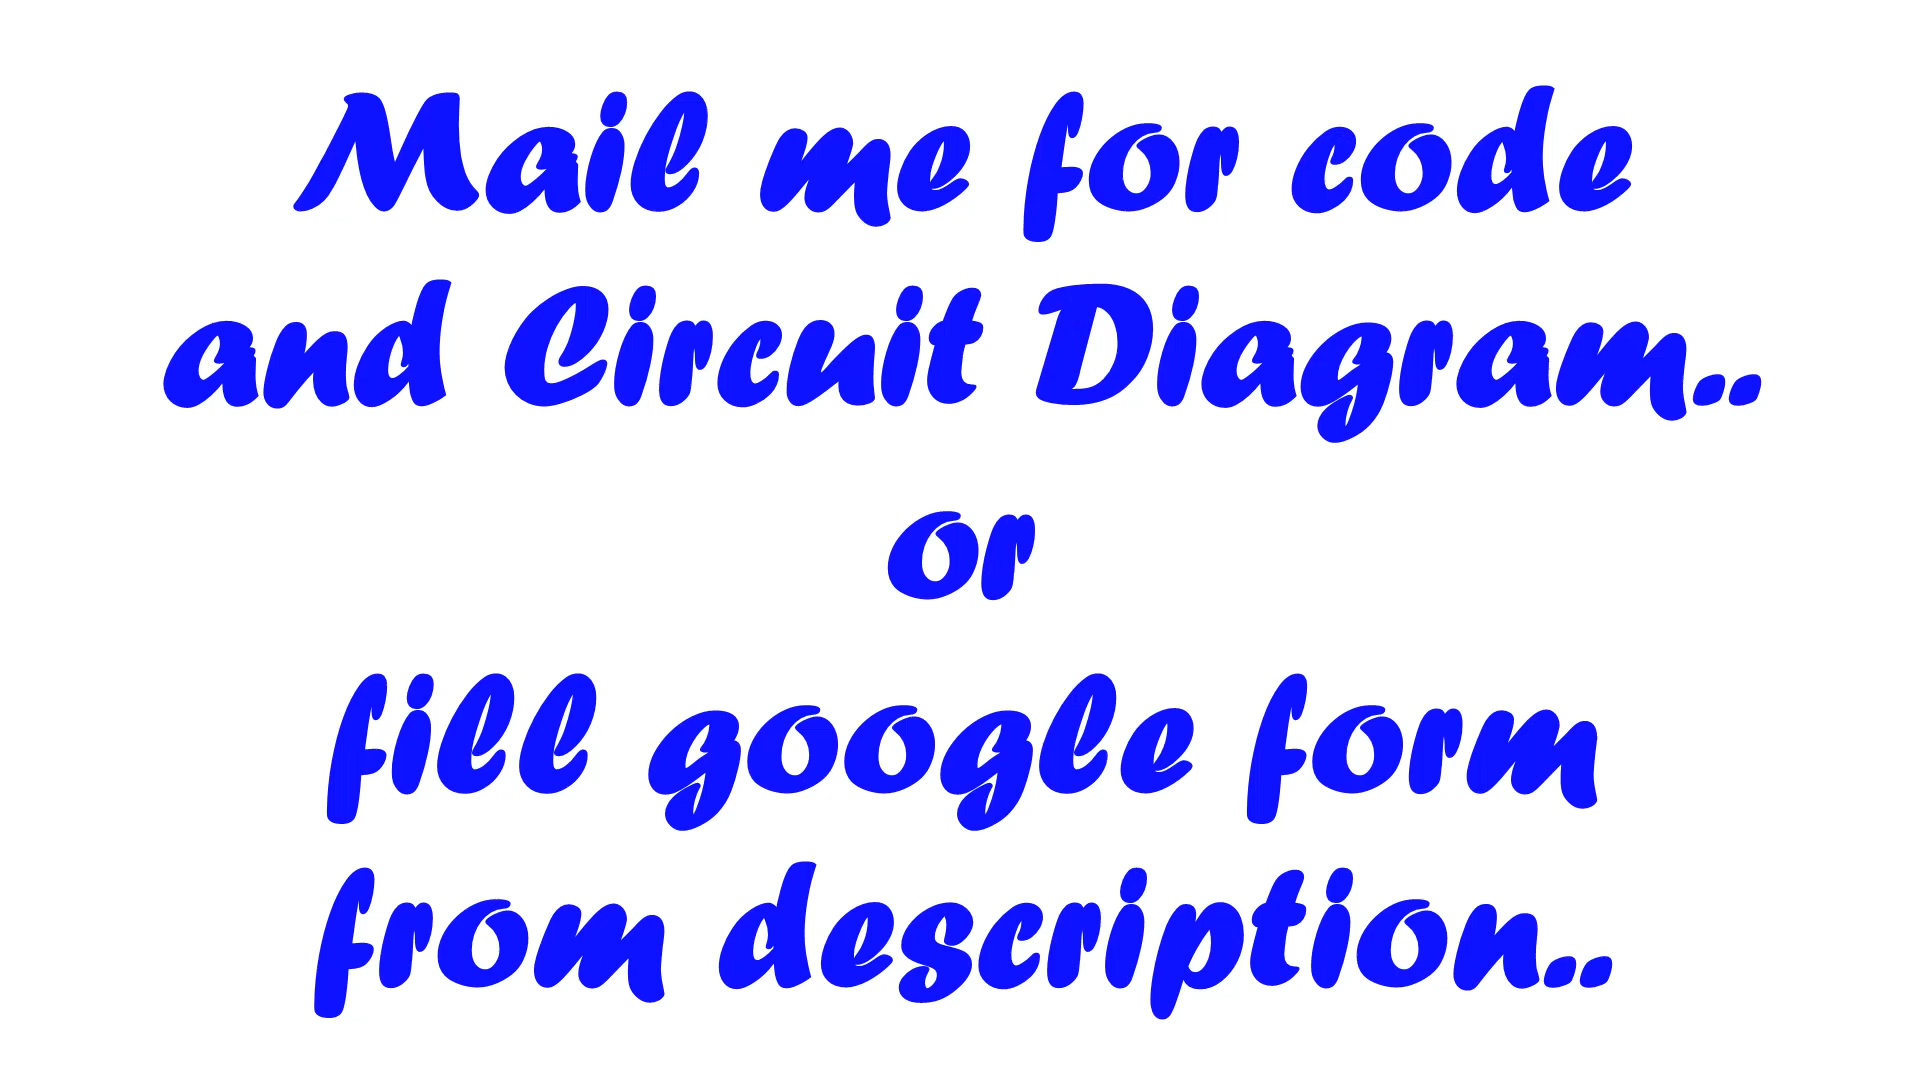 Mail me for code
and Circuit Diagram..
or
fill google form
from description..